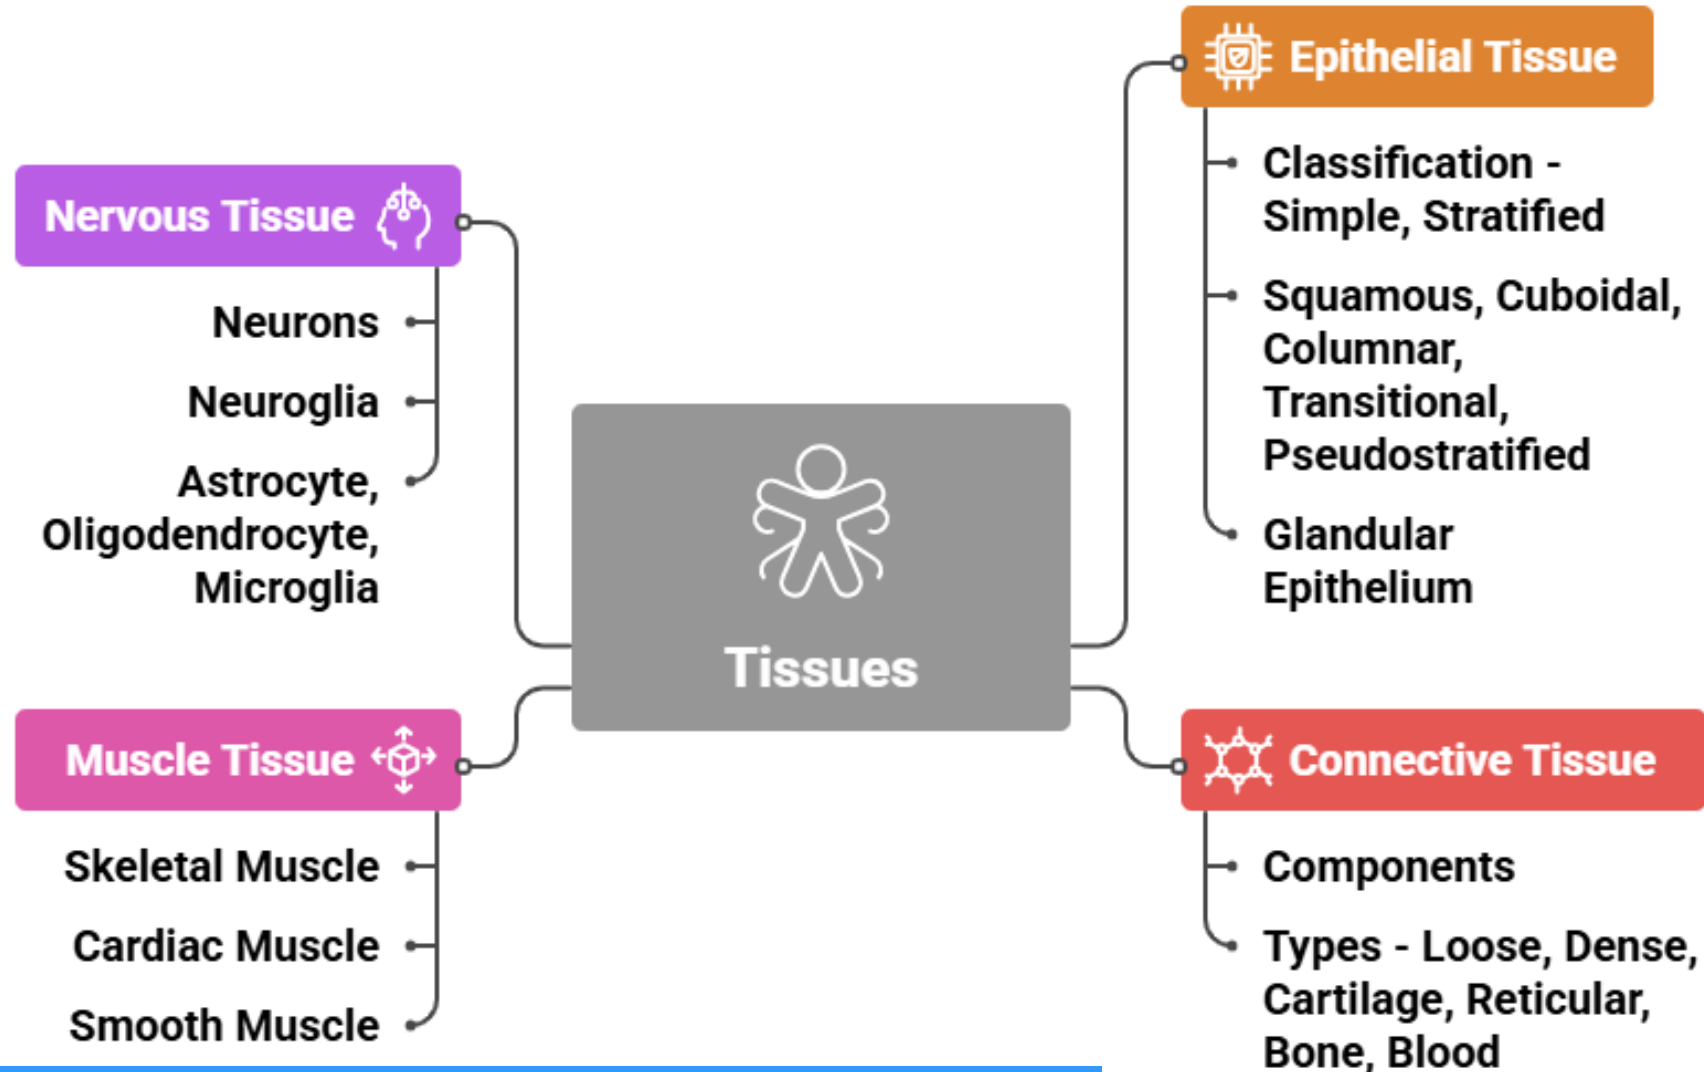 Epithelial Tissue
Classification -
Simple, Stratified
Squamous, Cuboidal,
Columnar,
Transitional,
Pseudostratified
Glandular
Epithelium
Nervous Tissue
Neurons
Neuroglia
Astrocyte,
Oligodendrocyte,
Microglia
Tissues
Muscle Tissue
Skeletal Muscle
Cardiac Muscle
Smooth Muscle
Connective Tissue
Components
Types - Loose, Dense,
Cartilage, Reticular,
Bone, Blood